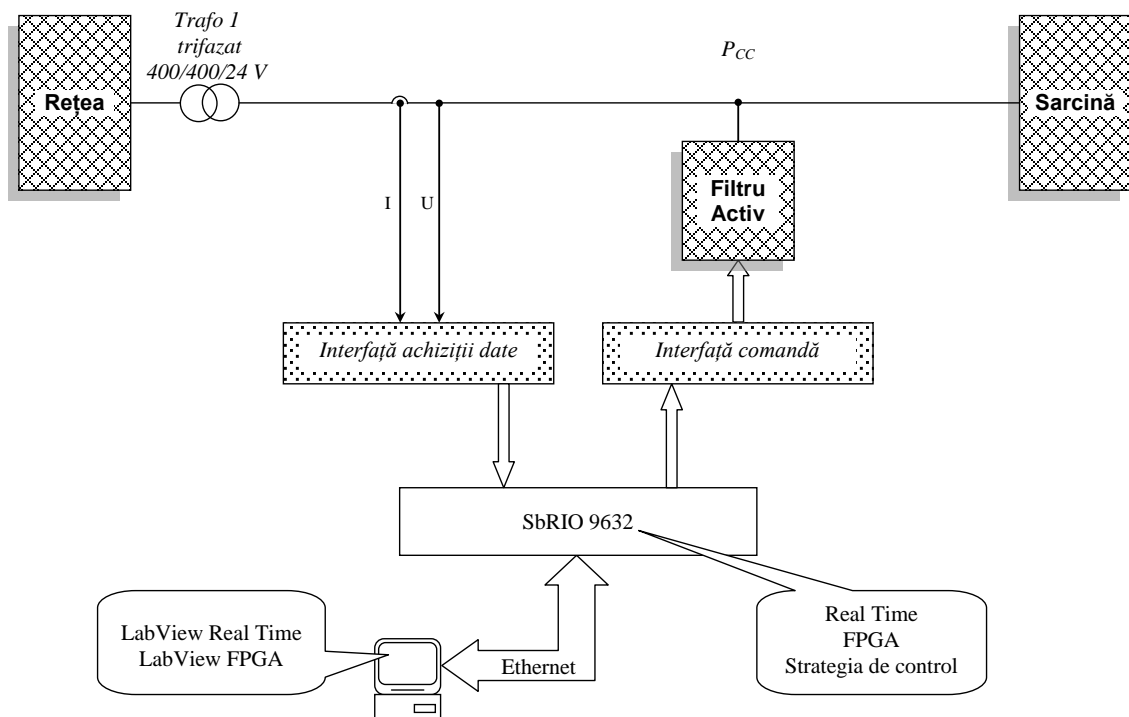 Trafo 1
trifazat
400/400/24 V
Rețea
P_CC
Sarcină
Filtru
Activ
I
U
Interfață achiziții date
Interfață comandă
SbRIO 9632
LabView Real Time
LabView FPGA
Ethernet
Real Time
FPGA
Strategia de control